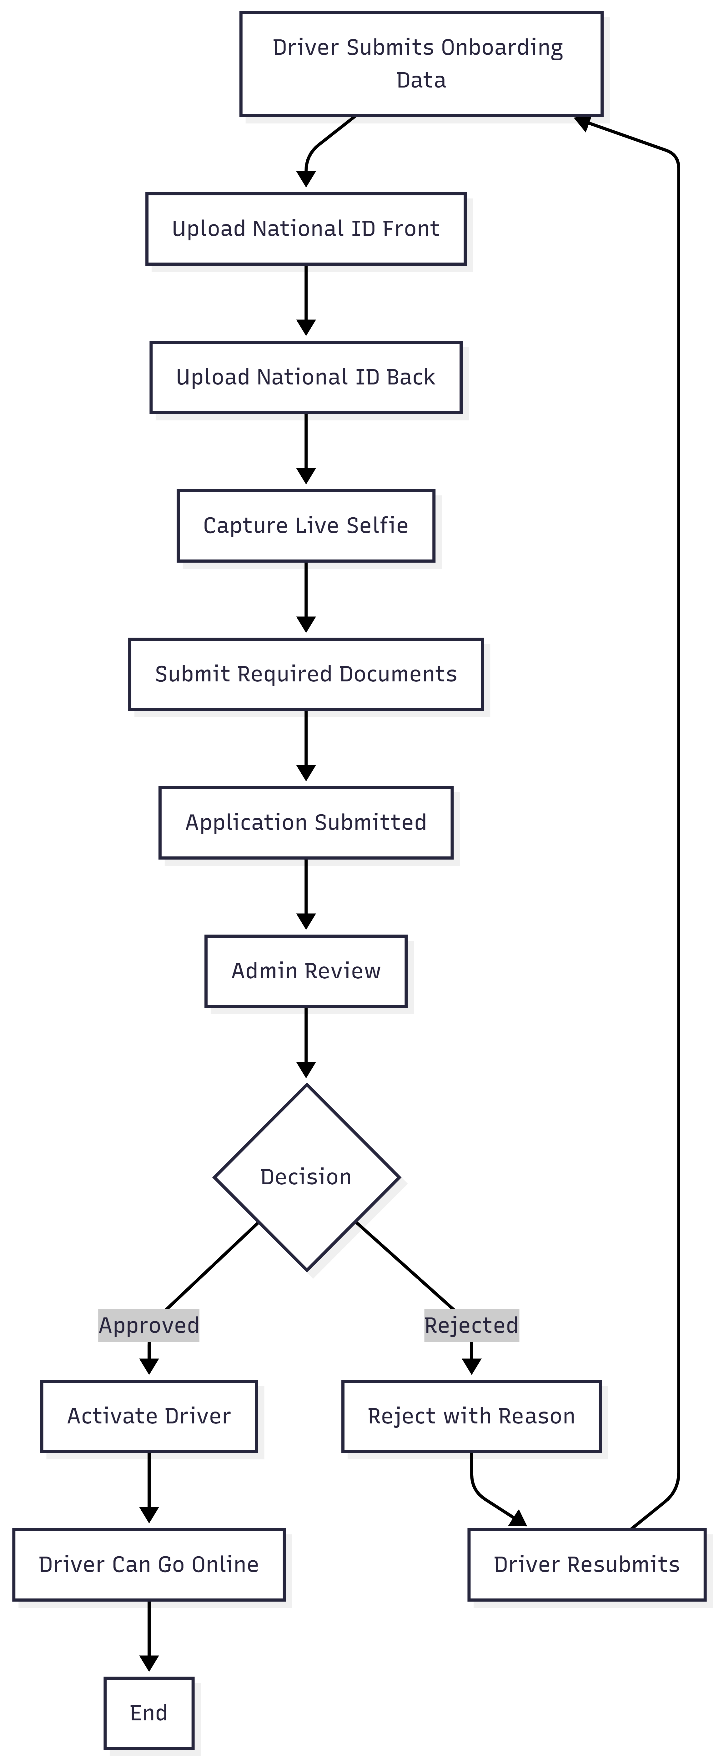 Driver Submits Onboarding
Data
Upload National ID Front
Upload National ID Back
Capture Live Selfie
Submit Required Documents
Application Submitted
Admin Review
Decision
Approved
Rejected
Activate Driver
Reject with Reason
Driver Can Go Online
Driver Resubmits
End